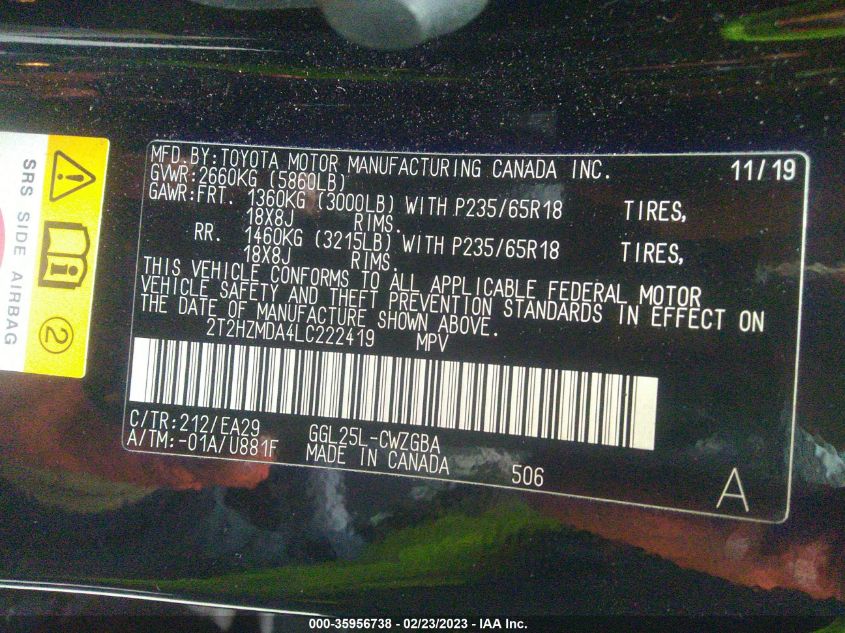 SRS SIDE AIRBAG
2
MFD.BY:TOYOTA MOTOR MANUFACTURING CANADA INC. 11/19
GVWR:2660KG (5860LB)
GAWR:FRT. 1360KG (3000LB) WITH P235/65R18 TIRES,
18X8J RIMS.
RR. 1460KG (3215LB) WITH P235/65R18 TIRES,
18X8J RIMS.
THIS VEHICLE CONFORMS TO ALL APPLICABLE FEDERAL MOTOR
VEHICLE SAFETY AND THEFT PREVENTION STANDARDS IN EFFECT ON
THE DATE OF MANUFACTURE SHOWN ABOVE.
2T2HZMDA4LC222419 MPV
C/TR:212/EA29 GGL25L-CWZGBA
A/TM:-01A/U881F MADE IN CANADA 506
A
000-35956738 - 02/23/2023 - IAA Inc.